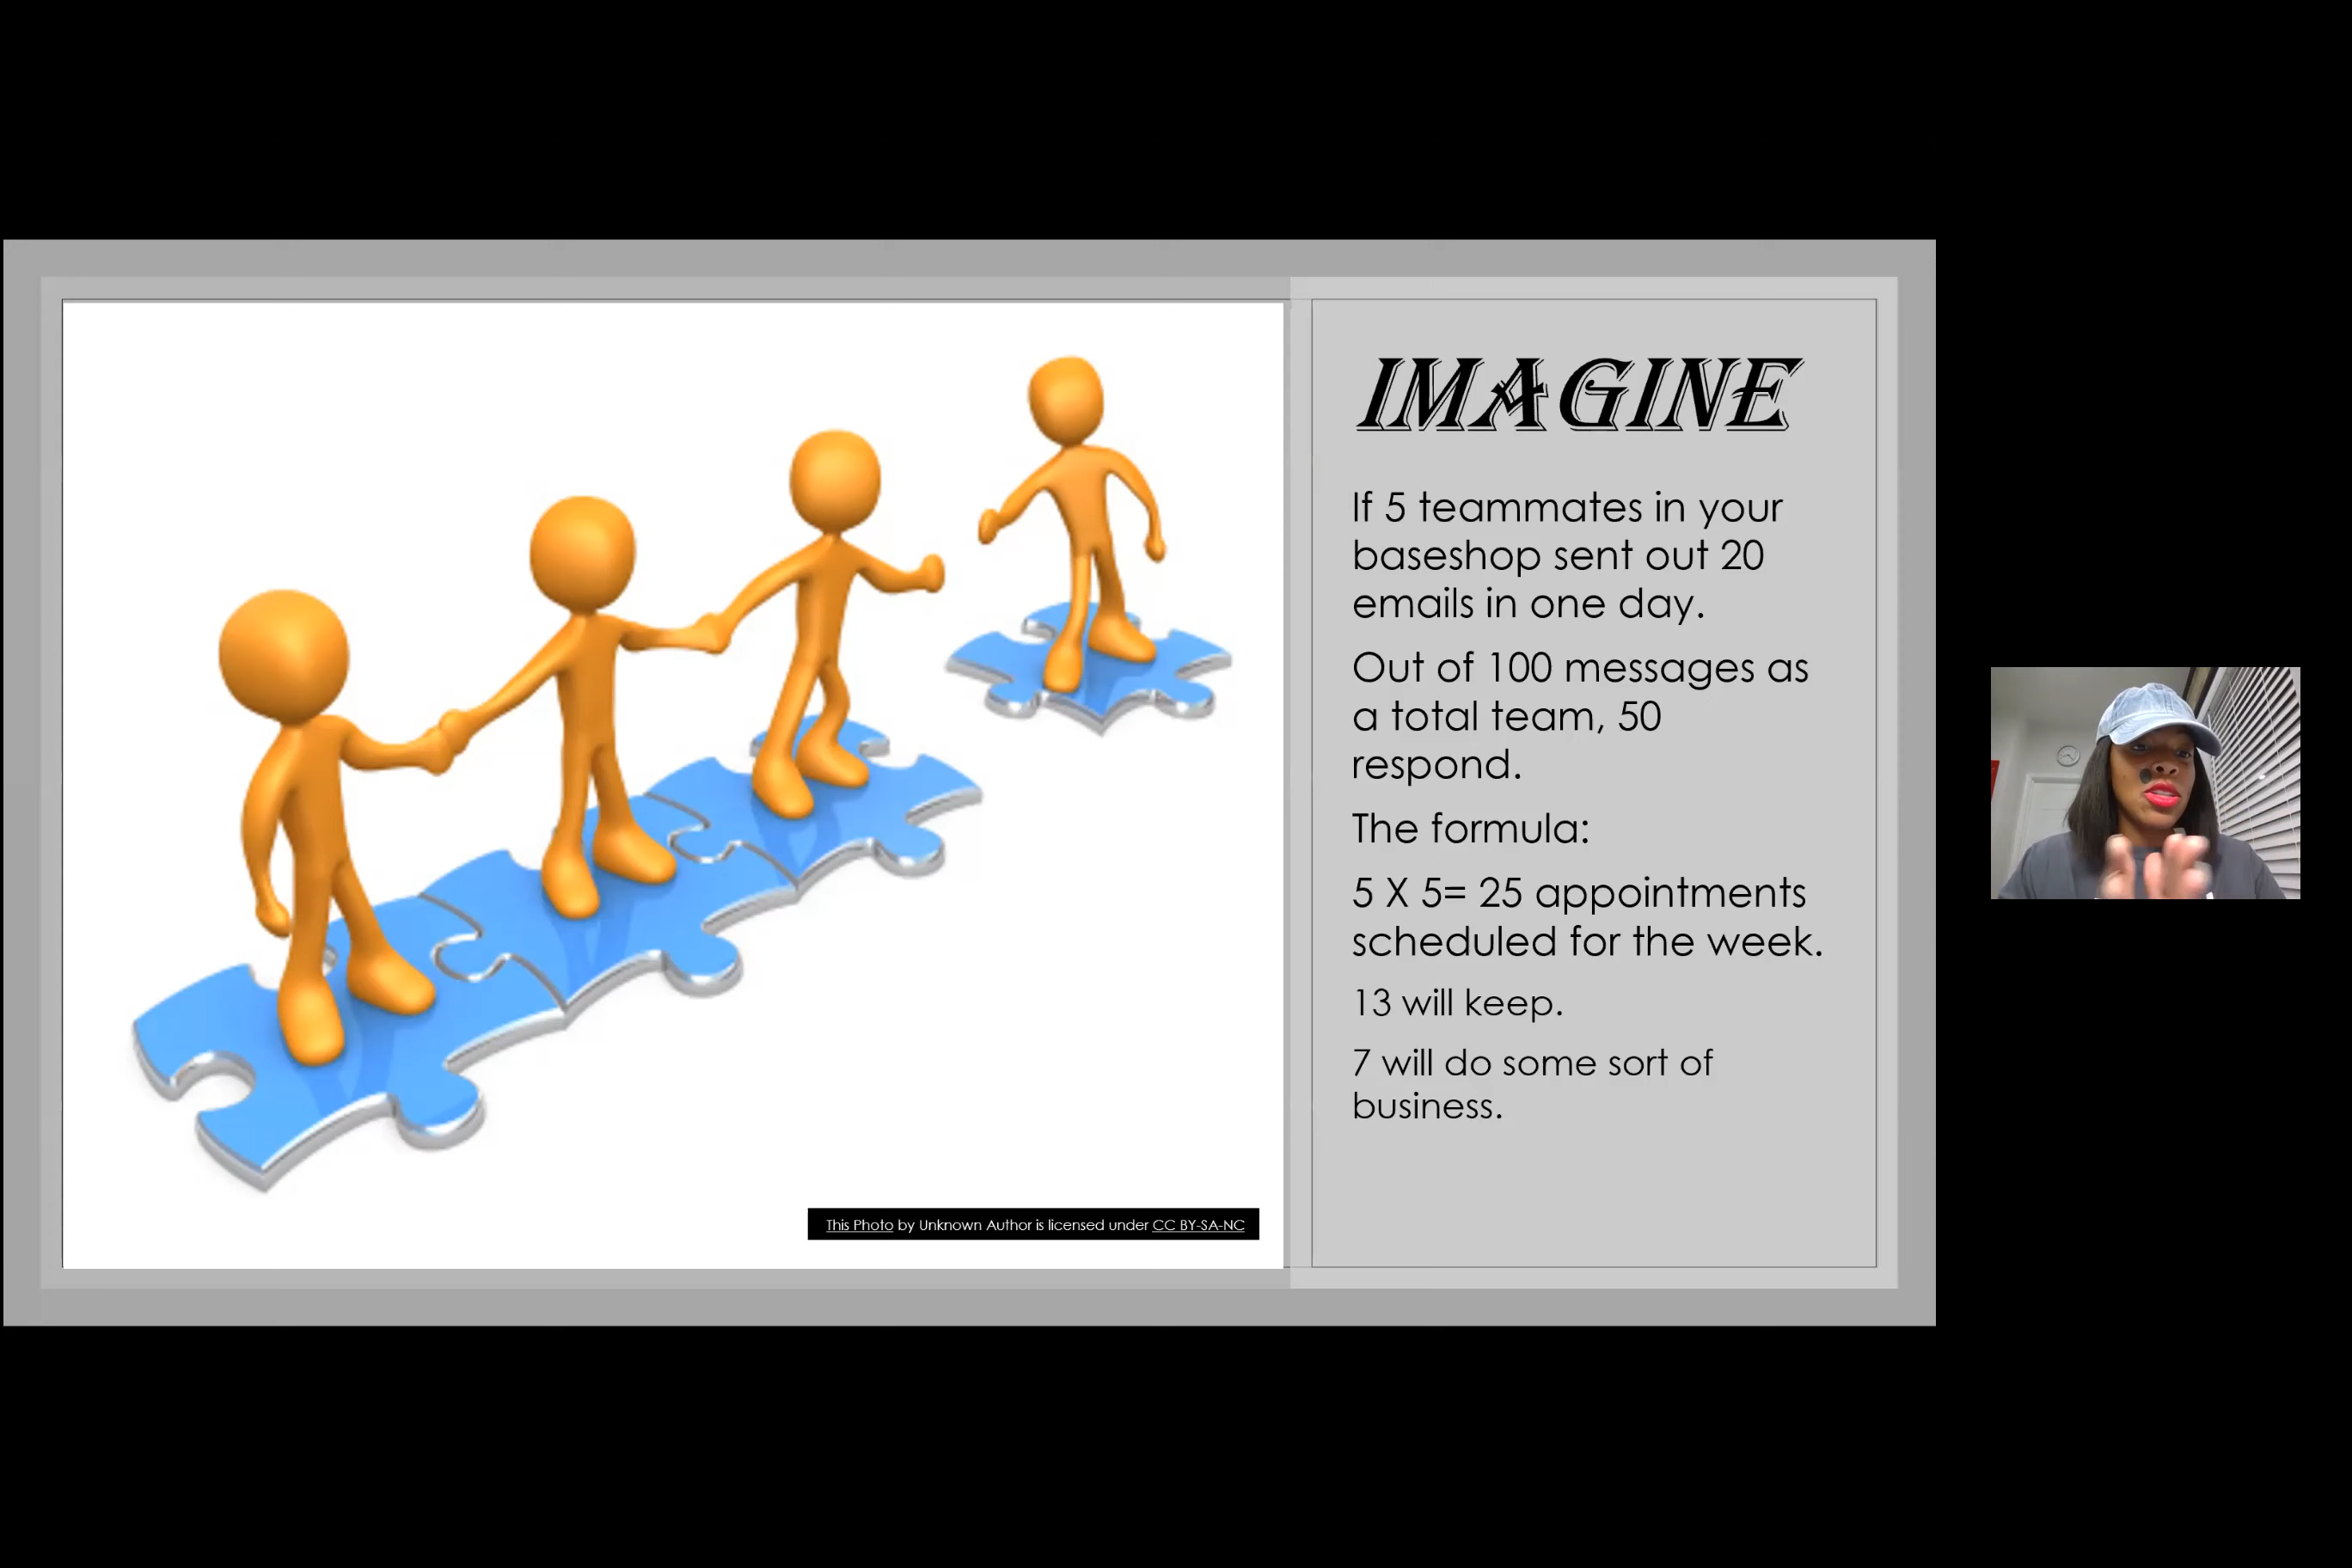 IMAGINE
If 5 teammates in your
baseshop sent out 20
emails in one day.
Out of 100 messages as
a total team, 50
respond.
The formula:
5 X 5= 25 appointments
scheduled for the week.
13 will keep.
7 will do some sort of
business.
This Photo by Unknown Author is licensed under CC BY-SA-NC